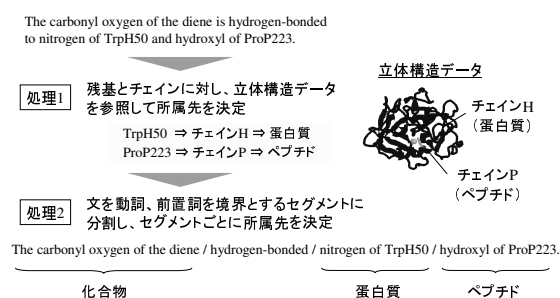 The carbonyl oxygen of the diene is hydrogen-bonded
to nitrogen of TrpH50 and hydroxyl of ProP223.
処理1
残基とチェインに対し、立体構造データ
を参照して所属先を決定
TrpH50 ⇒ チェインH ⇒ 蛋白質
ProP223 ⇒ チェインP ⇒ ペプチド
立体構造データ
チェインH
(蛋白質)
チェインP
(ペプチド)
処理2
文を動詞、前置詞を境界とするセグメントに
分割し、セグメントごとに所属先を決定
The carbonyl oxygen of the diene / hydrogen-bonded / nitrogen of TrpH50 / hydroxyl of ProP223.
化合物 蛋白質 ペプチド